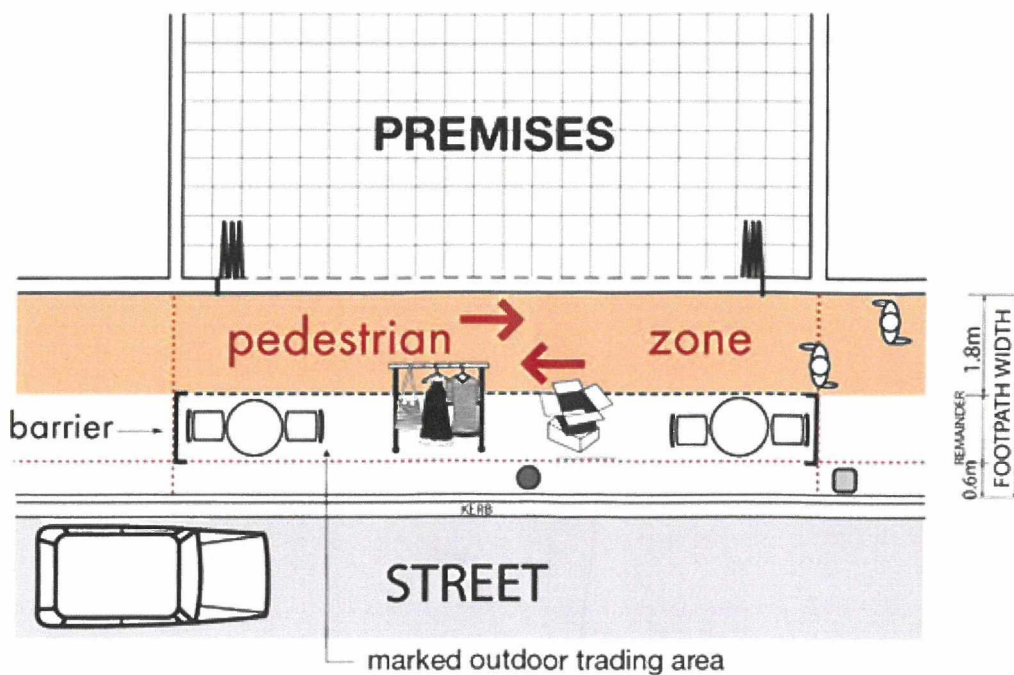 PREMISES
pedestrian zone
1.8m
barrier
REMAINDER
0.6m
FOOTPATH WIDTH
KERB
STREET
marked outdoor trading area